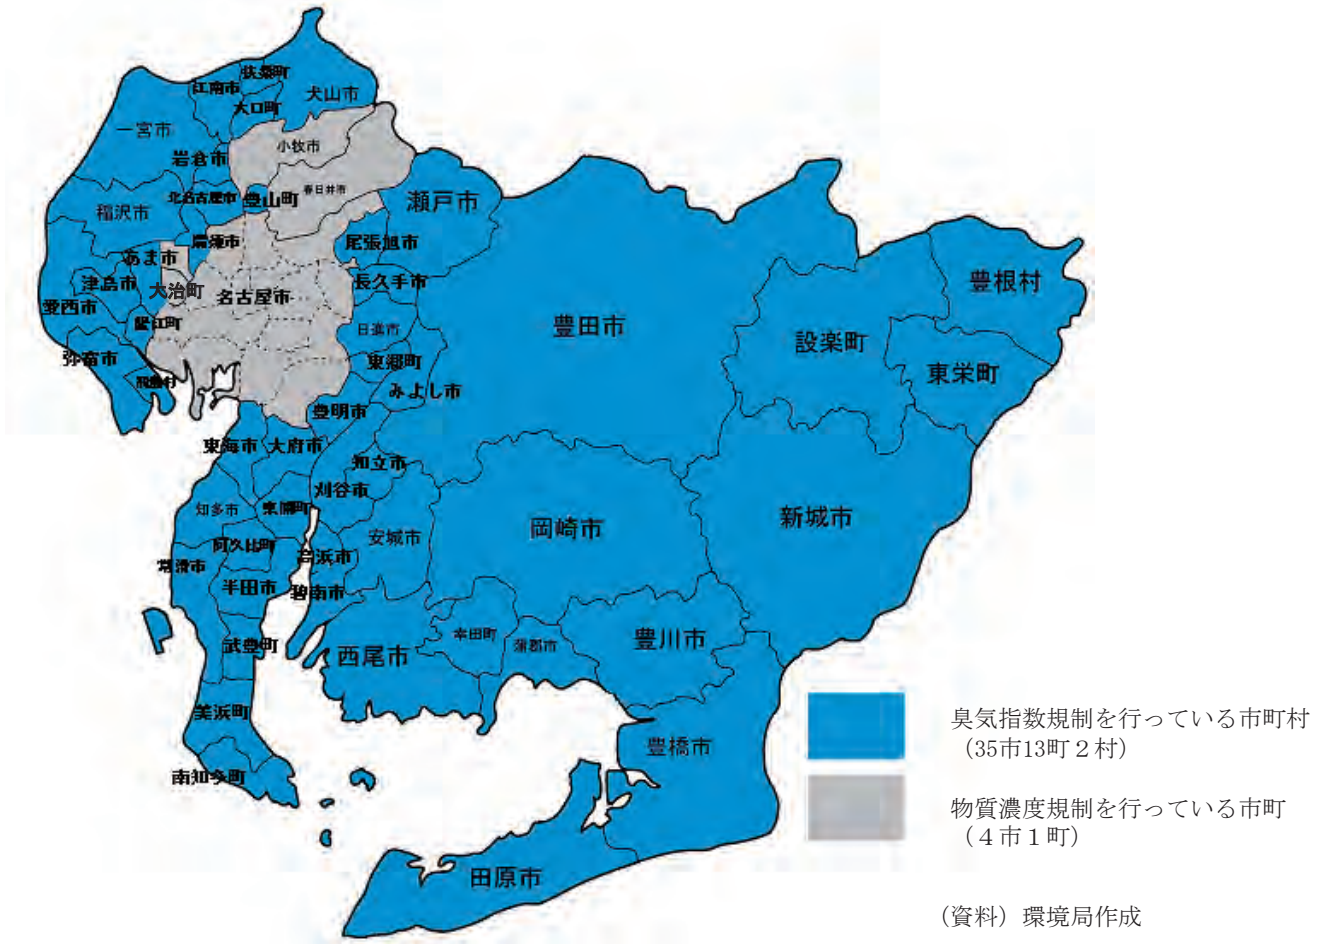 扶桑町
江南市
大口町
犬山市
一宮市
小牧市
岩倉市
春日井市
北名古屋市
豊山町
瀬戸市
稲沢市
清須市
尾張旭市
あま市
津島市
大治町
名古屋市
長久手市
愛西市
蟹江町
日進市
豊田市
豊根村
設楽町
東栄町
弥富市
飛島村
東郷町
みよし市
豊明市
東海市
大府市
知立市
刈谷市
知多市
東浦町
安城市
岡崎市
新城市
阿久比町
高浜市
常滑市
半田市
碧南市
武豊町
西尾市
幸田町
蒲郡市
豊川市
美浜町
豊橋市
南知多町
田原市
臭気指数規制を行っている市町村
（35市13町２村）
物質濃度規制を行っている市町
（４市１町）
（資料）環境局作成